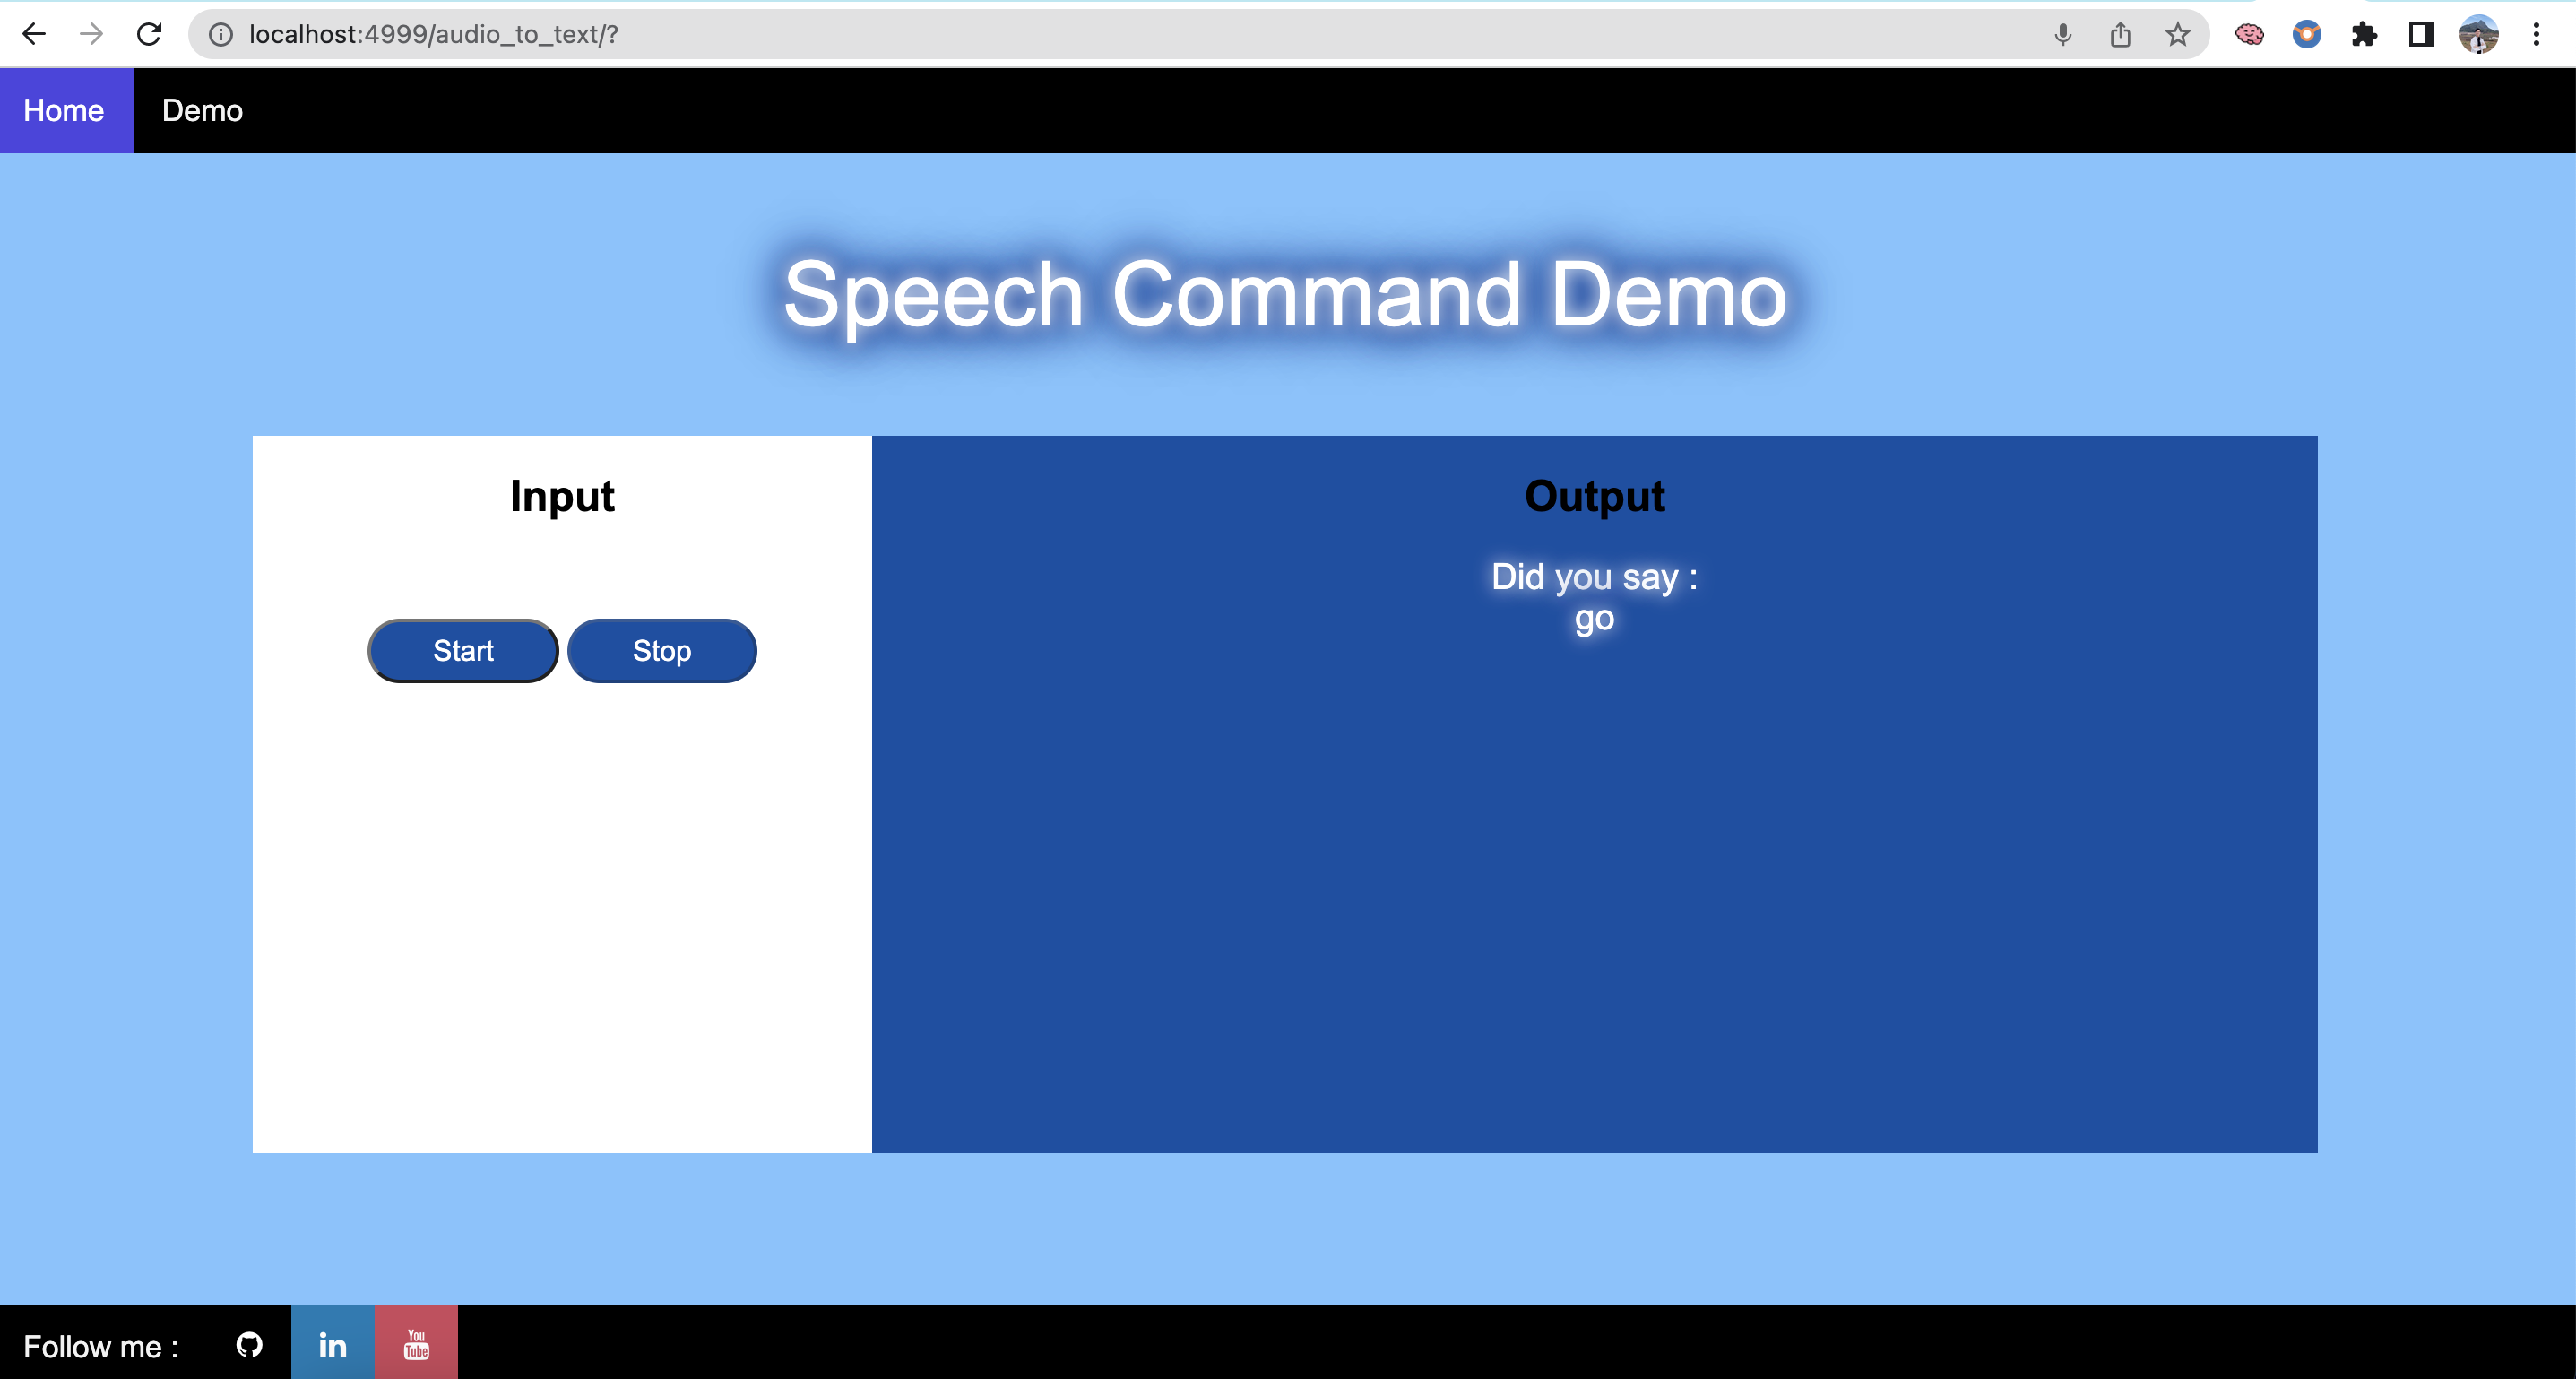 localhost:4999/audio_to_text/?
Home Demo
Speech Command Demo
Input
Output
Did you say :
go
Start Stop
Follow me :
in
You
Tube